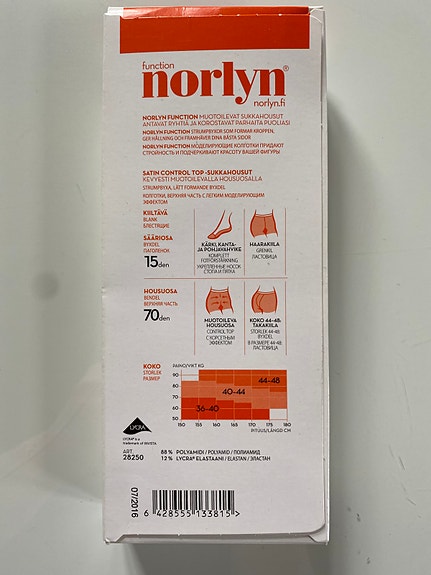 function
norlyn®
norlyn.fi
NORLYN FUNCTION MUOTOILEVAT SUKKAHOUSUT
ANTAVAT RYHTIÄ JA KOROSTAVAT PARHAITA PUOLIASI
NORLYN FUNCTION STRUMPBYXOR SOM FORMAR KROPPEN,
GER HÅLLNING OCH FRAMHÄVER DINA BÄSTA SIDOR
NORLYN FUNCTION МОДЕЛИРУЮЩИЕ КОЛГОТКИ ПРИДАЮТ
СТРОЙНОСТЬ И ПОДЧЕРКИВАЮТ КРАСОТУ ВАШЕЙ ФИГУРЫ
SATIN CONTROL TOP -SUKKAHOUSUT
KEVYESTI MUOTOILEVALLA HOUSUOSALLA
STRUMPBYXA, LÄTT FORMANDE BYXDEL
КОЛГОТКИ, ВЕРХНЯЯ ЧАСТЬ С ЛЕГКИМ МОДЕЛИРУЮЩИМ
ЭФФЕКТОМ
KIILTÄVÄ
BLANK
БЛЕСТЯЩИЕ
SÄÄRIOSA
BYXDEL
ПАГОЛЕНОК
15den
KÄRKI, KANTA-
JA POHJAVAHVIKE
KOMPLETT
FOTFÖRSTÄRKNING
УКРЕПЛЕННЫЕ НОСОК
СТОПА И ПЯТКА
HAARAKIILA
GRENKIL
ЛАСТОВИЦА
HOUSUOSA
BENDEL
ВЕРХНЯЯ ЧАСТЬ
70den
MUOTOILEVA
HOUSUOSA
CONTROL TOP
С КОРСЕТНЫМ
ЭФФЕКТОМ
KOKO 44-48:
TAKAKIILA
STORLEK 44-48:
BYXDEL
В РАЗМЕРЕ 44-48:
ЛАСТОВИЦА
KOKO
STORLEK
РАЗМЕР
PAINO/VIKT KG
90
80
70
60
50
44-48
40-44
36-40
150 155 160 165 170 175 180
PITUUS/LÄNGD CM
LYCRA
LYCRA® is a
trademark of INVISTA
ART.
28250
88 % POLYAMIDI / POLYAMID / ПОЛИАМИД
12 % LYCRA® ELASTAANI / ELASTAN / ЭЛАСТАН
07/2016
6 428555 133815 >